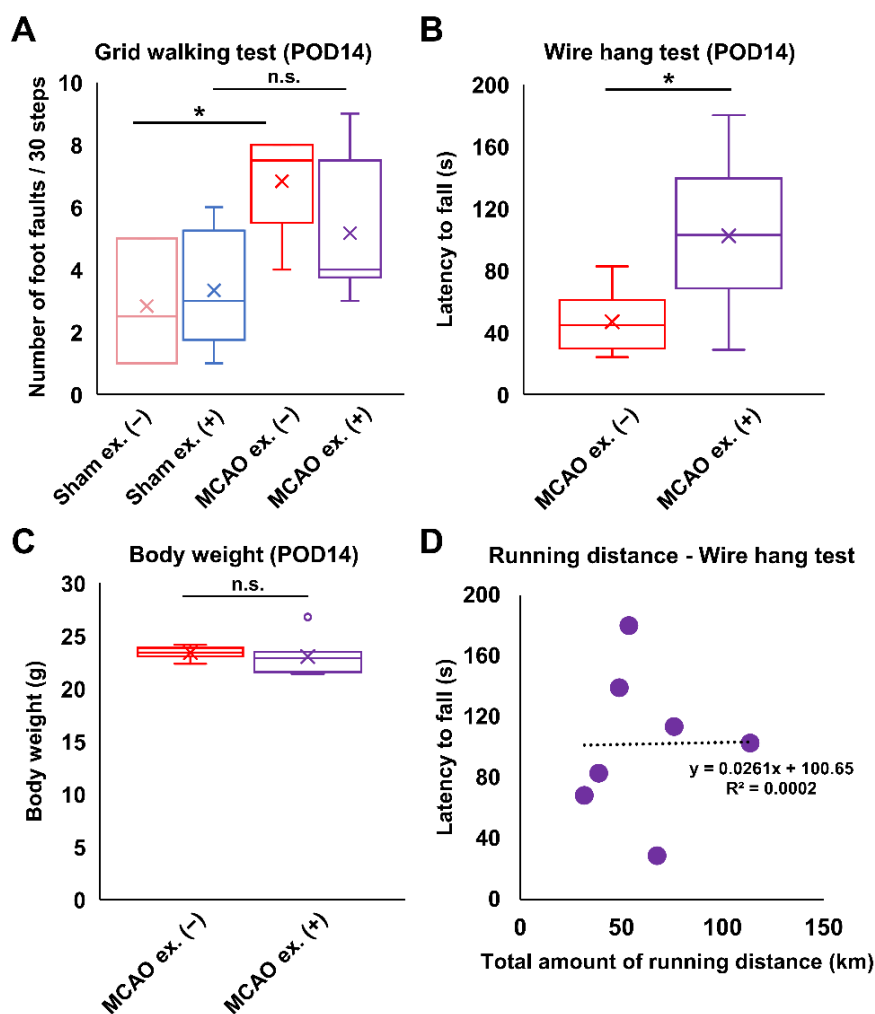 A
Grid walking test (POD14)
n.s.
*
Number of foot faults / 30 steps
10
8
6
4
2
0
Sham ex. (−)
Sham ex. (+)
MCAO ex. (−)
MCAO ex. (+)
B
Wire hang test (POD14)
*
Latency to fall (s)
200
160
120
80
40
0
MCAO ex. (−)
MCAO ex. (+)
C
Body weight (POD14)
n.s.
Body weight (g)
30
25
20
15
10
5
0
MCAO ex. (−)
MCAO ex. (+)
D
Running distance - Wire hang test
Latency to fall (s)
200
160
120
80
40
0
y = 0.0261x + 100.65
R² = 0.0002
0 50 100 150
Total amount of running distance (km)